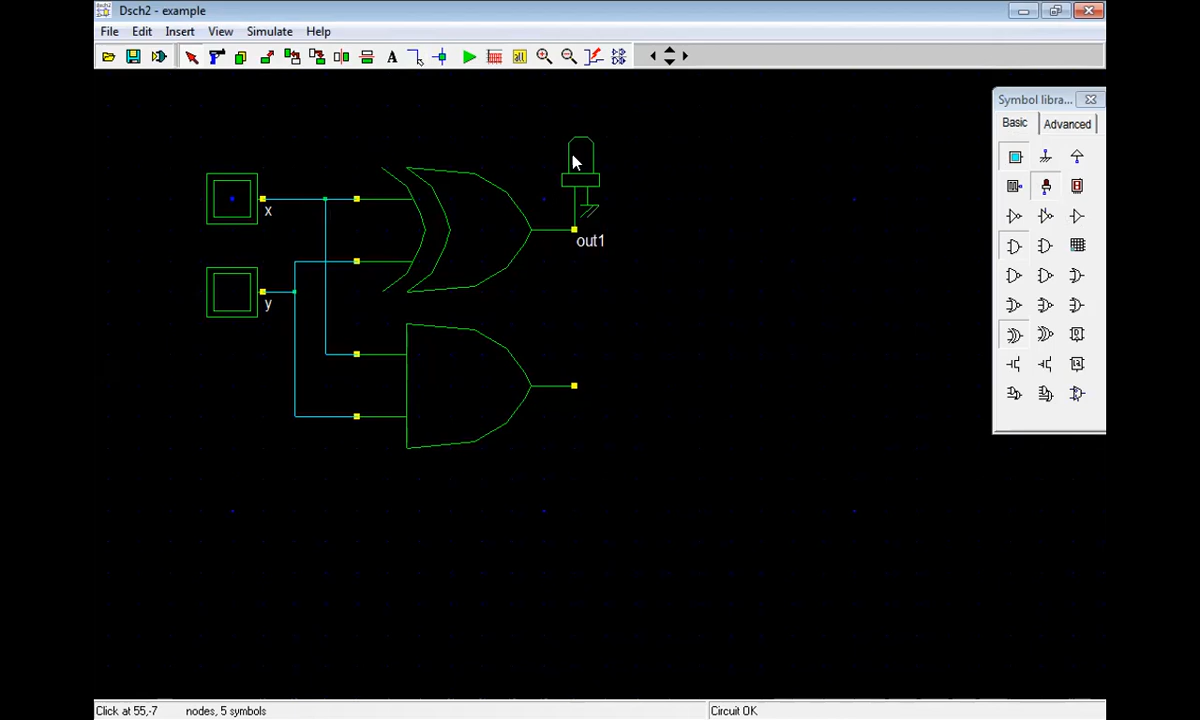 Dsch2 - example
File Edit Insert View Simulate Help
A
Symbol libra...
Basic Advanced
x
y
out1
Click at 55,-7 nodes, 5 symbols Circuit OK